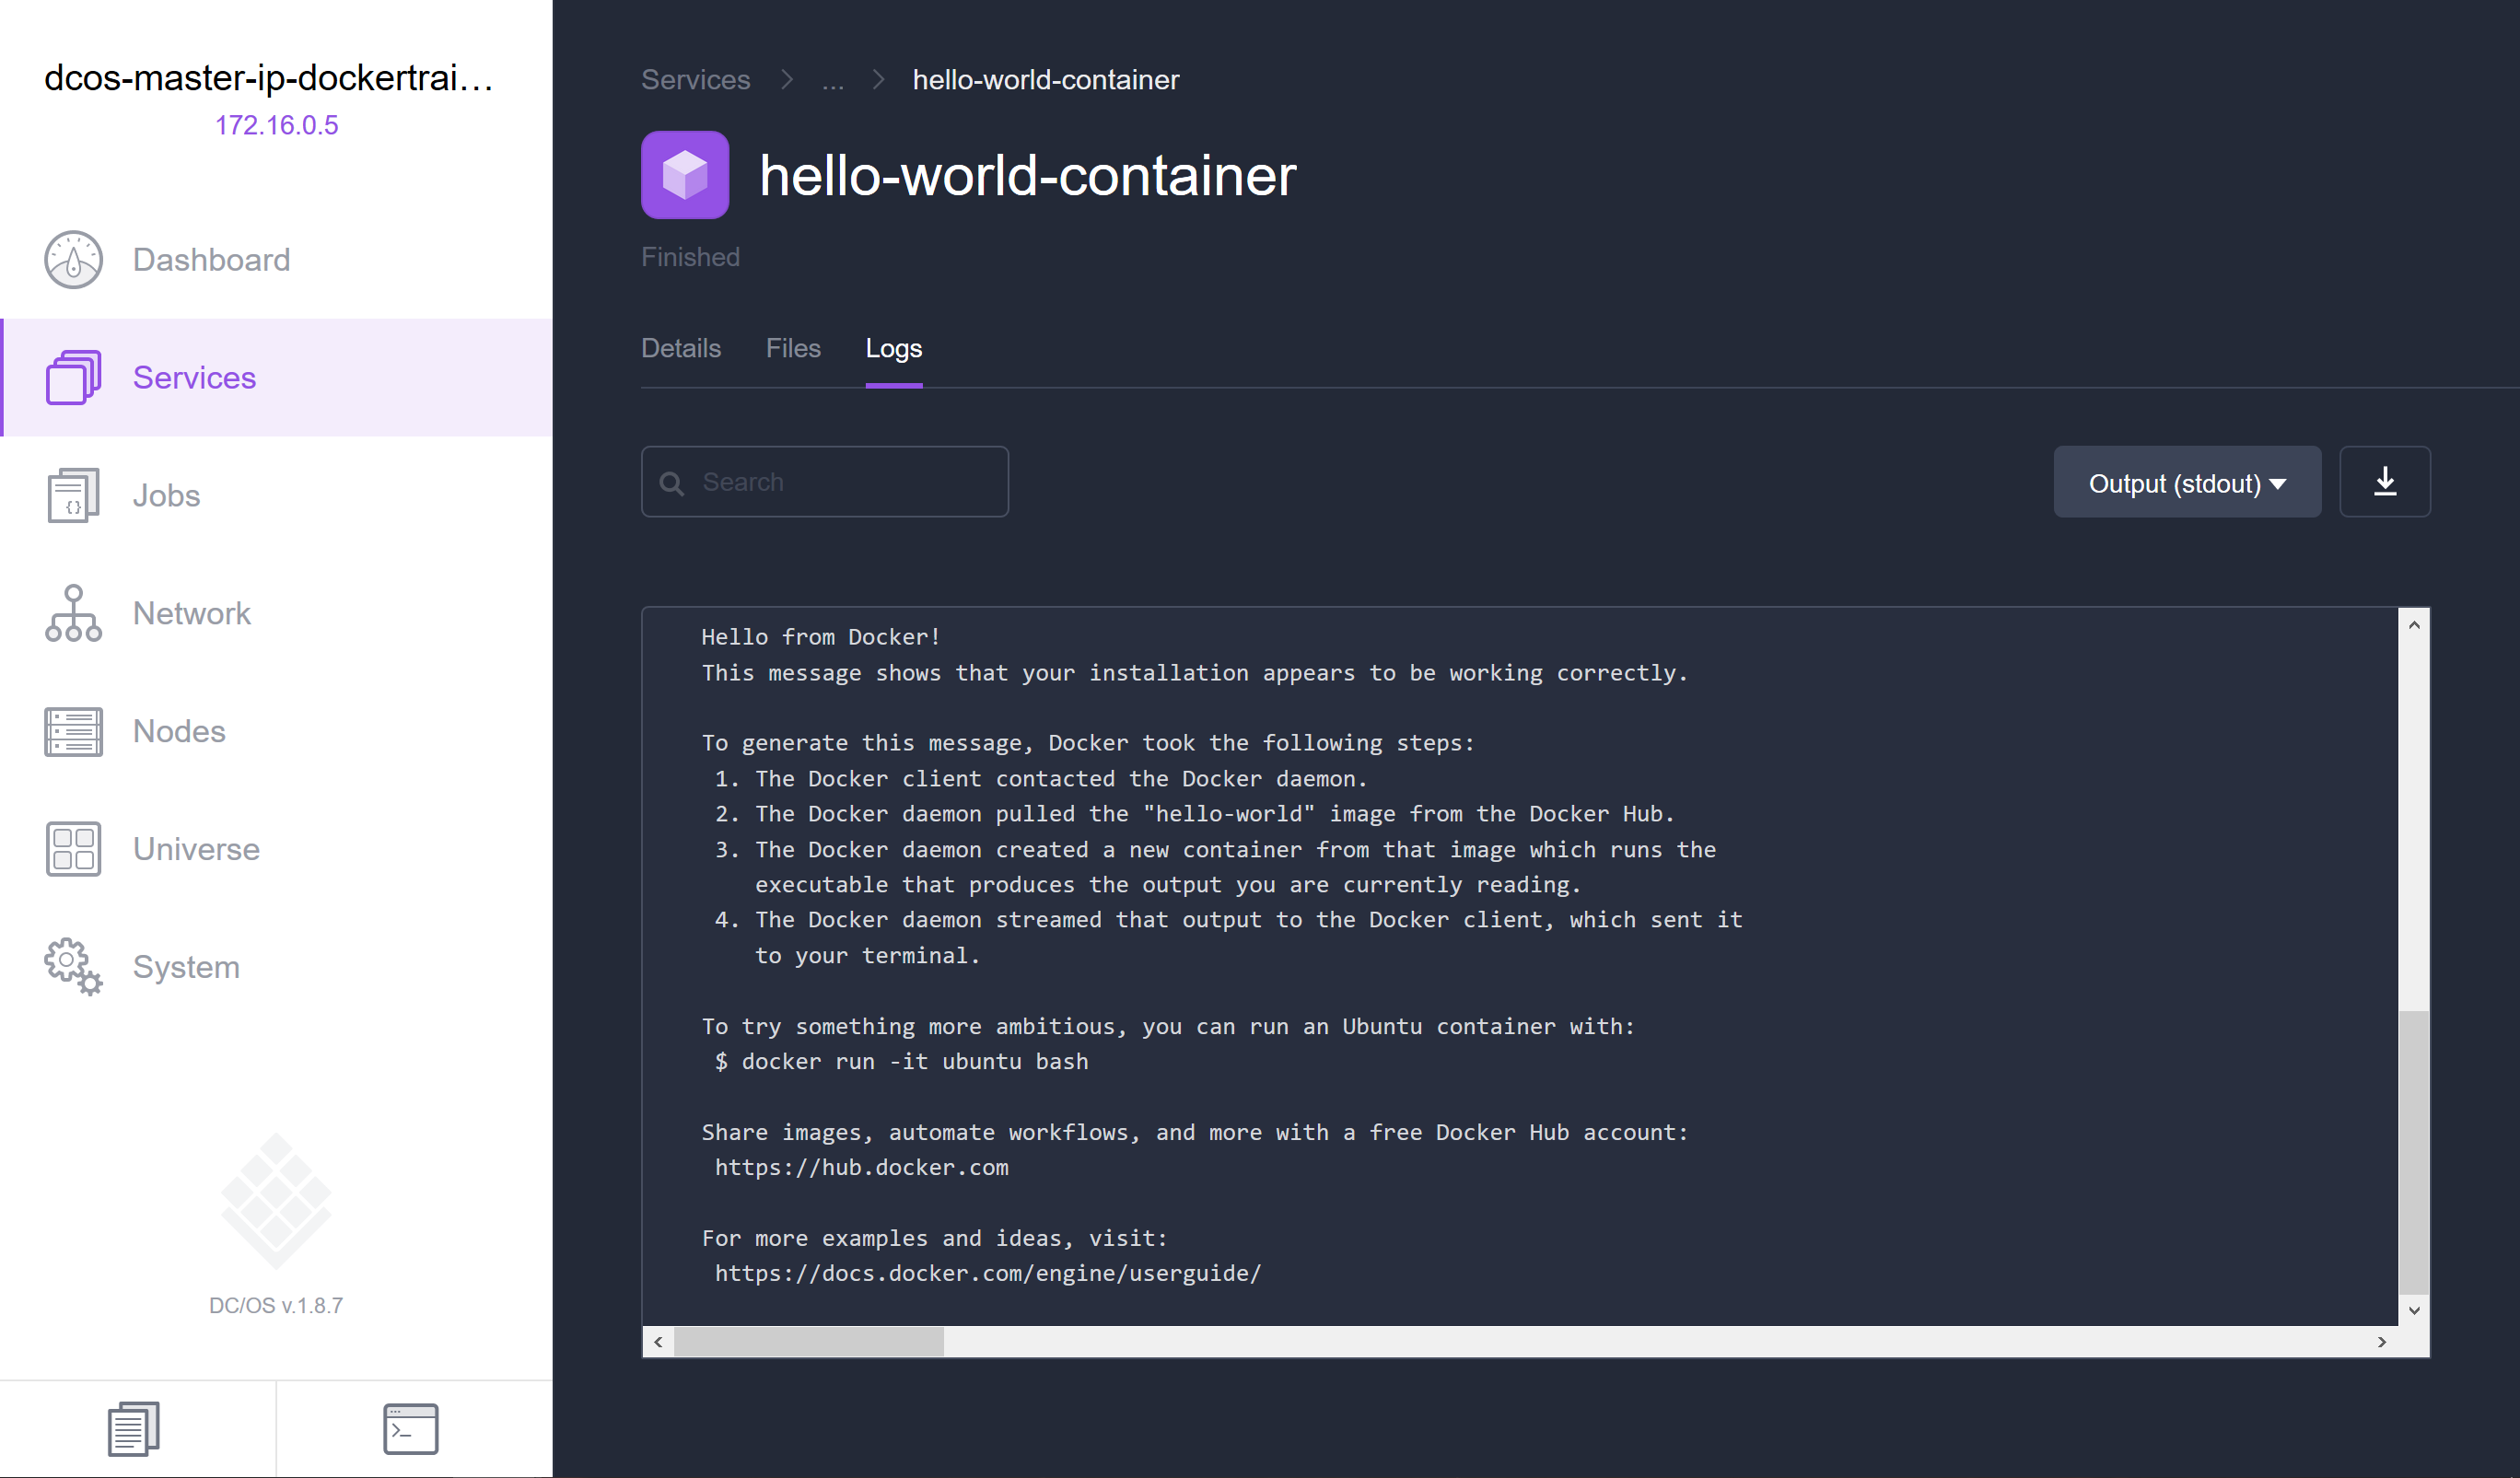 dcos-master-ip-dockertrai...
172.16.0.5
Dashboard
Services
Jobs
Network
Nodes
Universe
System
DC/OS v.1.8.7
Services > ... > hello-world-container
hello-world-container
Finished
Details Files Logs
Search
Output (stdout)
Hello from Docker!
This message shows that your installation appears to be working correctly.
To generate this message, Docker took the following steps:
1. The Docker client contacted the Docker daemon.
2. The Docker daemon pulled the "hello-world" image from the Docker Hub.
3. The Docker daemon created a new container from that image which runs the
executable that produces the output you are currently reading.
4. The Docker daemon streamed that output to the Docker client, which sent it
to your terminal.
To try something more ambitious, you can run an Ubuntu container with:
$ docker run -it ubuntu bash
Share images, automate workflows, and more with a free Docker Hub account:
https://hub.docker.com
For more examples and ideas, visit:
https://docs.docker.com/engine/userguide/